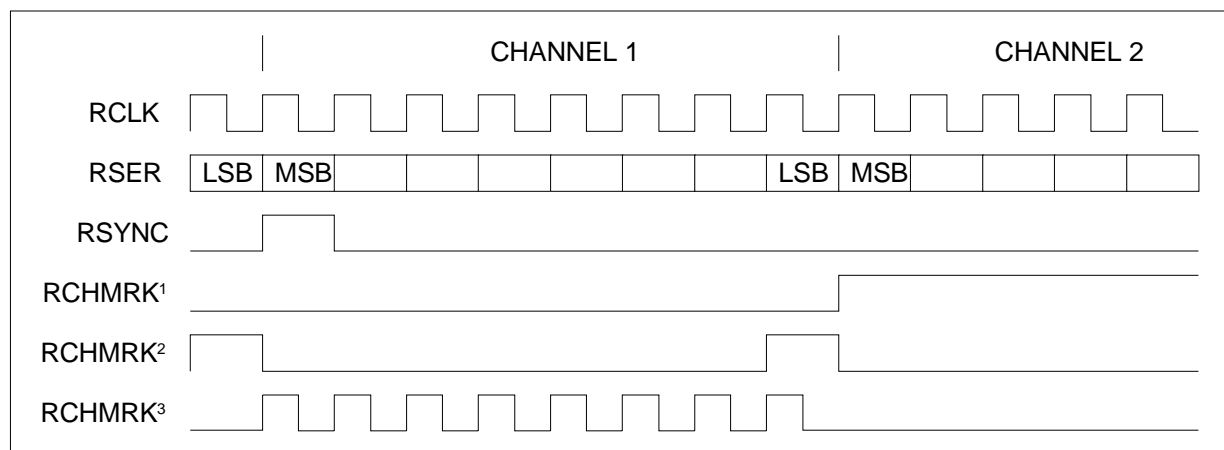 CHANNEL 1 CHANNEL 2
RCLK
RSER LSB MSB LSB MSB
RSYNC
RCHMRK¹
RCHMRK²
RCHMRK³